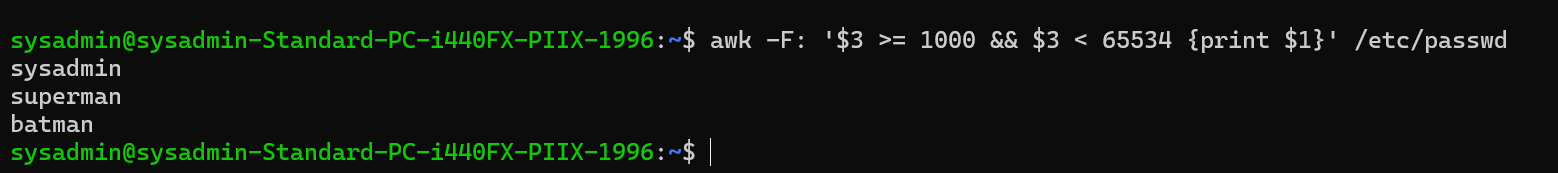 sysadmin@sysadmin-Standard-PC-i440FX-PIIX-1996:~$ awk -F: '$3 >= 1000 && $3 < 65534 {print $1}' /etc/passwd
sysadmin
superman
batman
sysadmin@sysadmin-Standard-PC-i440FX-PIIX-1996:~$